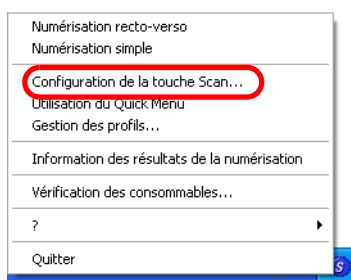 Numérisation recto-verso
Numérisation simple
Configuration de la touche Scan...
Utilisation du Quick Menu
Gestion des profils...
Information des résultats de la numérisation
Vérification des consommables...
?
Quitter
S